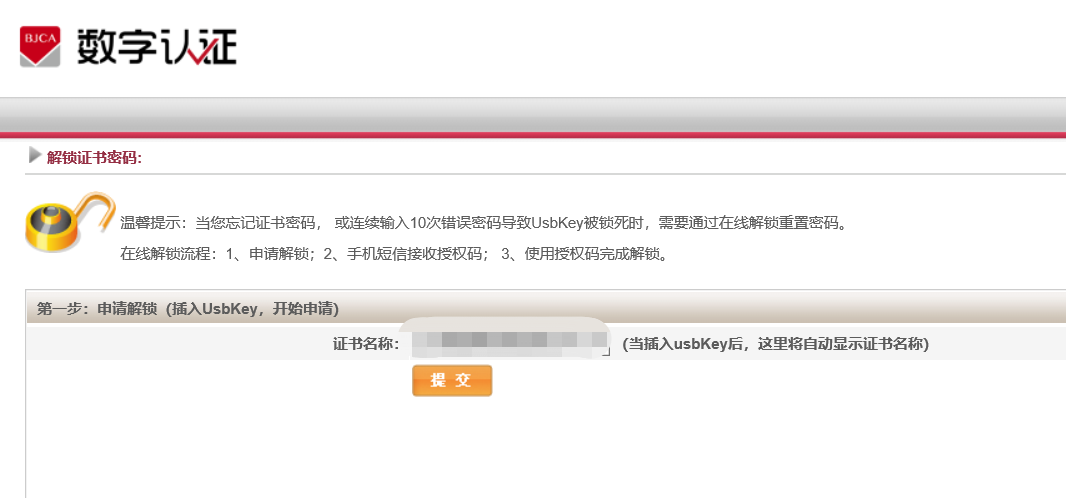 BJCA 数字认证
解锁证书密码:
温馨提示：当您忘记证书密码， 或连续输入10次错误密码导致UsbKey被锁死时，需要通过在线解锁重置密码。
在线解锁流程：1、申请解锁；2、手机短信接收授权码； 3、使用授权码完成解锁。
第一步：申请解锁（插入UsbKey，开始申请)
证书名称： (当插入usbKey后，这里将自动显示证书名称)
提 交